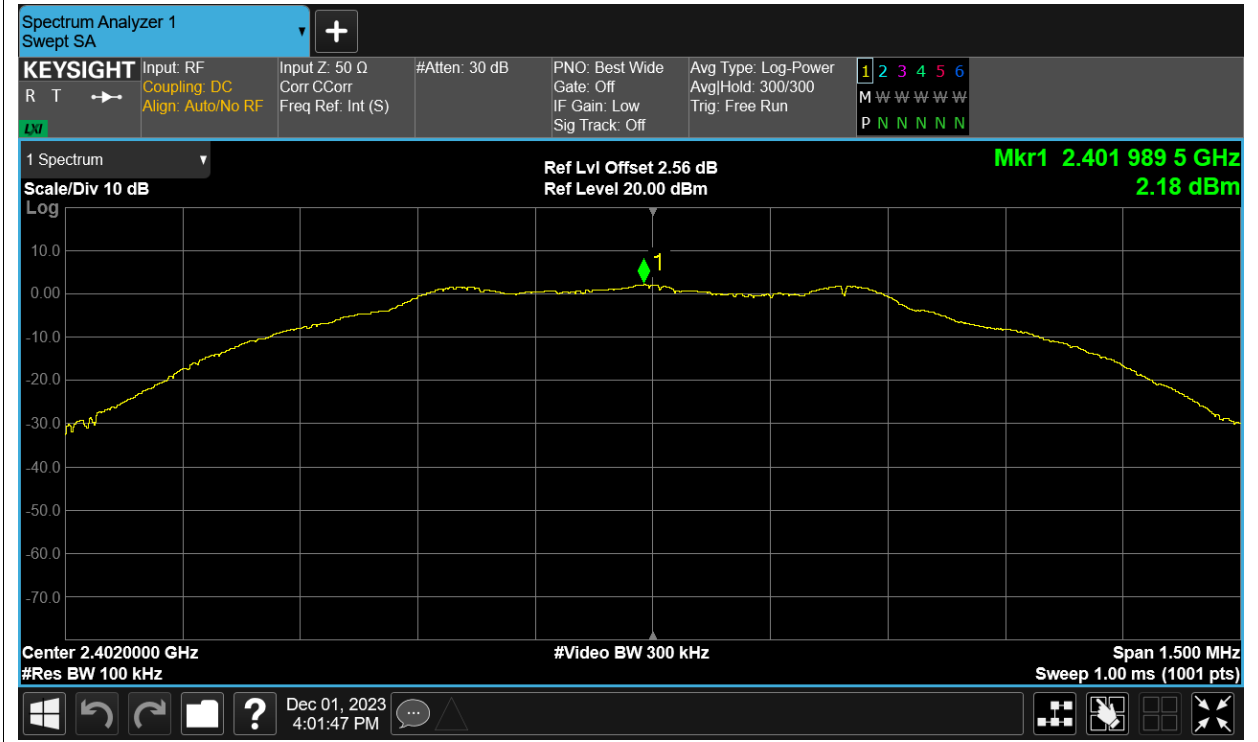 Spectrum Analyzer 1
Swept SA
KEYSIGHT
R T
LXI
Input: RF
Coupling: DC
Align: Auto/No RF
Input Z: 50 Ω
Corr CCorr
Freq Ref: Int (S)
#Atten: 30 dB
PNO: Best Wide
Gate: Off
IF Gain: Low
Sig Track: Off
Avg Type: Log-Power
Avg|Hold: 300/300
Trig: Free Run
1 2 3 4 5 6
M W W W W W
P N N N N N
1 Spectrum
Scale/Div 10 dB
Log
Ref Lvl Offset 2.56 dB
Ref Level 20.00 dBm
Mkr1 2.401 989 5 GHz
2.18 dBm
10.0
1
0.00
-10.0
-20.0
-30.0
-40.0
-50.0
-60.0
-70.0
Center 2.4020000 GHz
#Video BW 300 kHz
Span 1.500 MHz
#Res BW 100 kHz
Sweep 1.00 ms (1001 pts)
?
Dec 01, 2023
4:01:47 PM